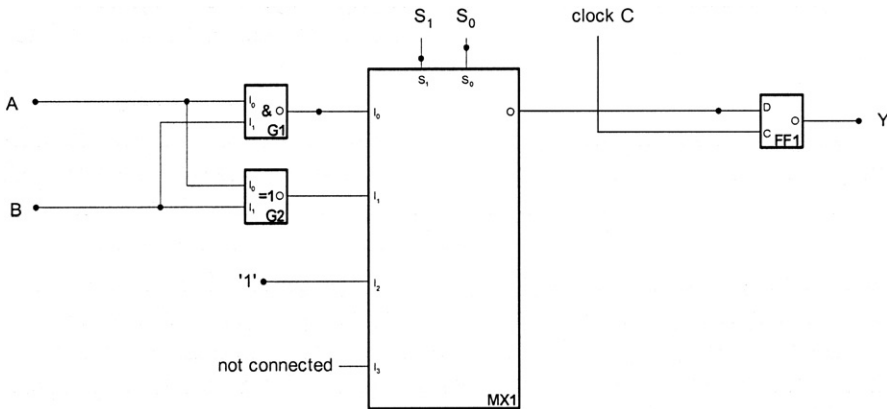 S1 S0 clock C
S1 S0
A
I0
& O
I1
G1
I0
O
D
O
C
FF1
Y
B
I0
=1O
I1
G2
I1
'1'
I2
not connected
I3
MX1